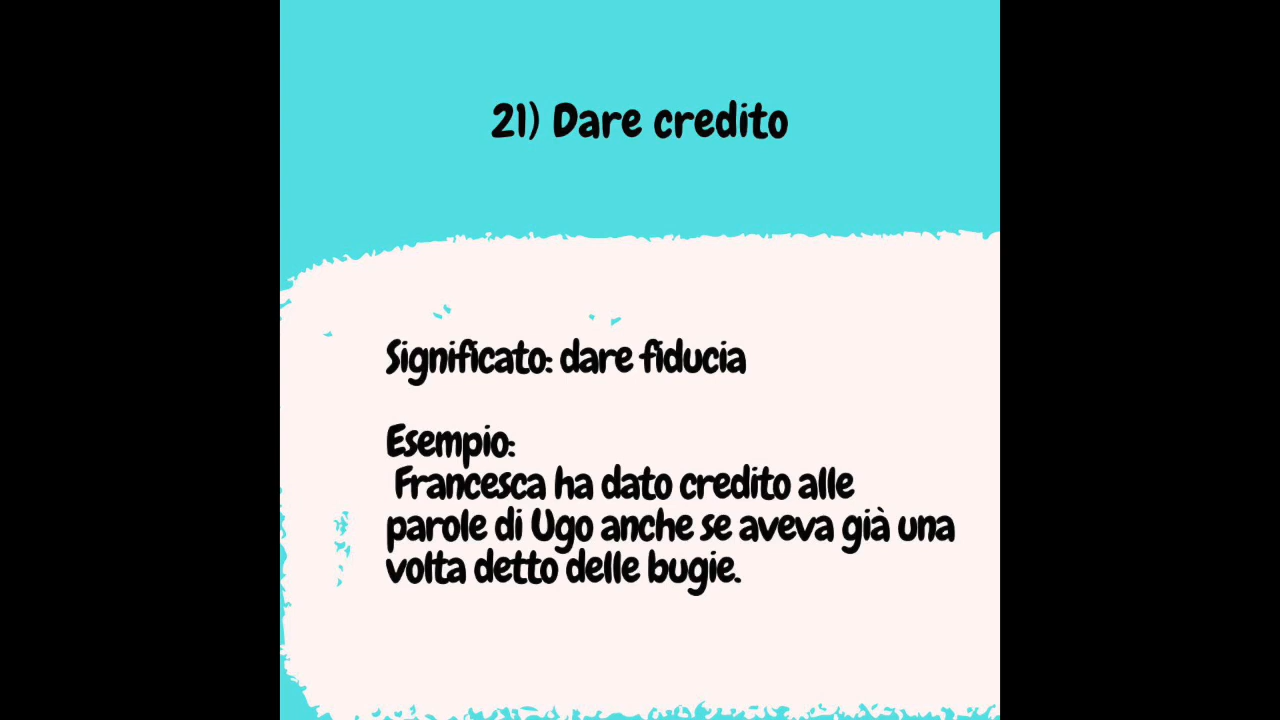 21) Dare credito
Significato: dare fiducia
Esempio:
Francesca ha dato credito alle
parole di Ugo anche se aveva già una
volta detto delle bugie.